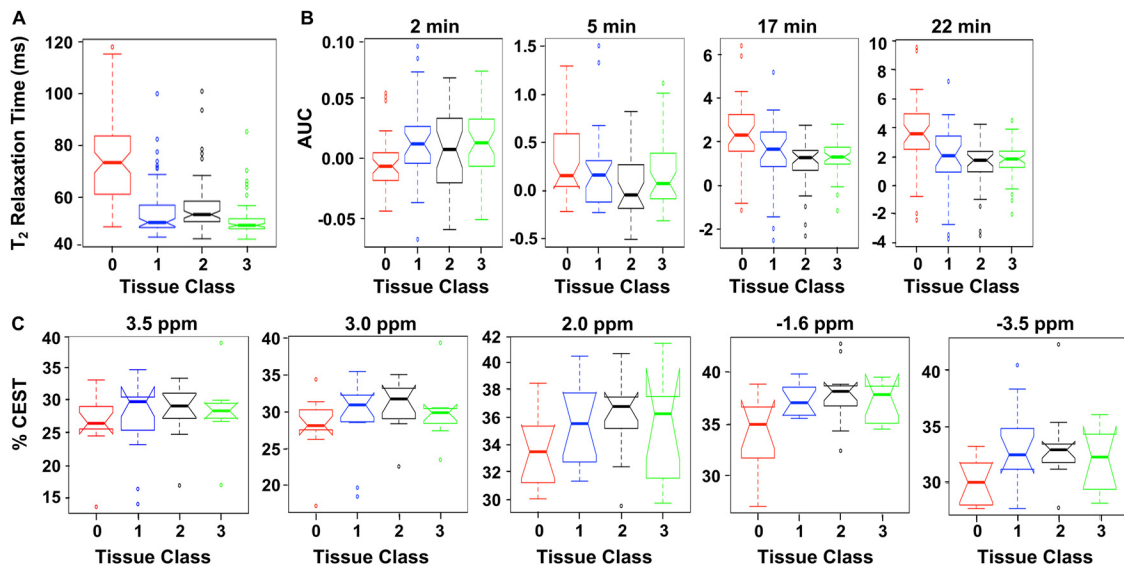 A
B
2 min
5 min
17 min
22 min
T2 Relaxation Time (ms)
120
100
80
60
40
0 1 2 3
Tissue Class
AUC
0.10
0.05
0.00
-0.05
0 1 2 3
Tissue Class
1.5
1.0
0.5
0.0
-0.5
0 1 2 3
Tissue Class
6
4
2
0
-2
0 1 2 3
Tissue Class
10
8
6
4
2
0
-2
-4
0 1 2 3
Tissue Class
C
3.5 ppm
3.0 ppm
2.0 ppm
-1.6 ppm
-3.5 ppm
% CEST
40
35
30
25
20
15
0 1 2 3
Tissue Class
40
35
30
25
20
0 1 2 3
Tissue Class
42
40
38
36
34
32
30
0 1 2 3
Tissue Class
40
35
30
0 1 2 3
Tissue Class
40
35
30
0 1 2 3
Tissue Class